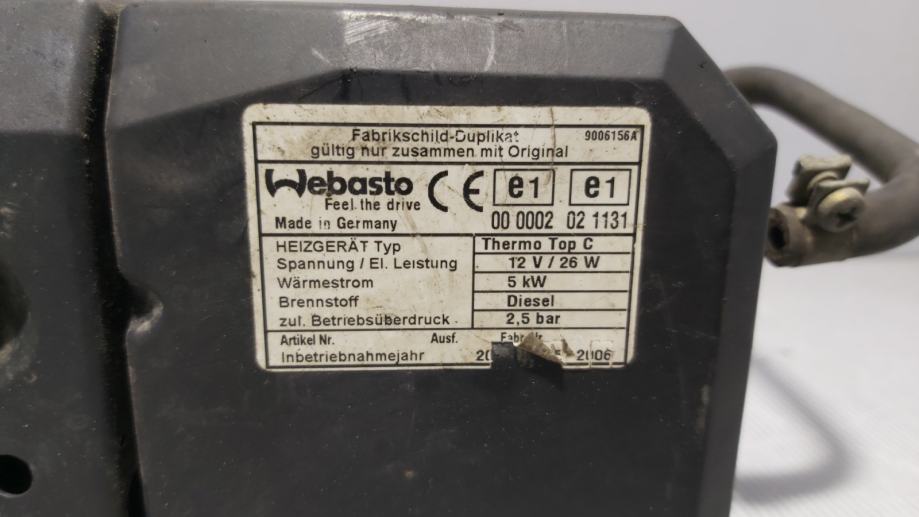 Fabrikschild-Duplikat 9006156A
gültig nur zusammen mit Original
Webasto CE e1 e1
Feel the drive
Made in Germany 00 0002 02 1131
HEIZGERÄT Typ Thermo Top C
Spannung / El. Leistung 12 V / 26 W
Wärmestrom 5 kW
Brennstoff Diesel
zul. Betriebsüberdruck 2,5 bar
Artikel Nr. Ausf.
Inbetriebnahmejahr 2006